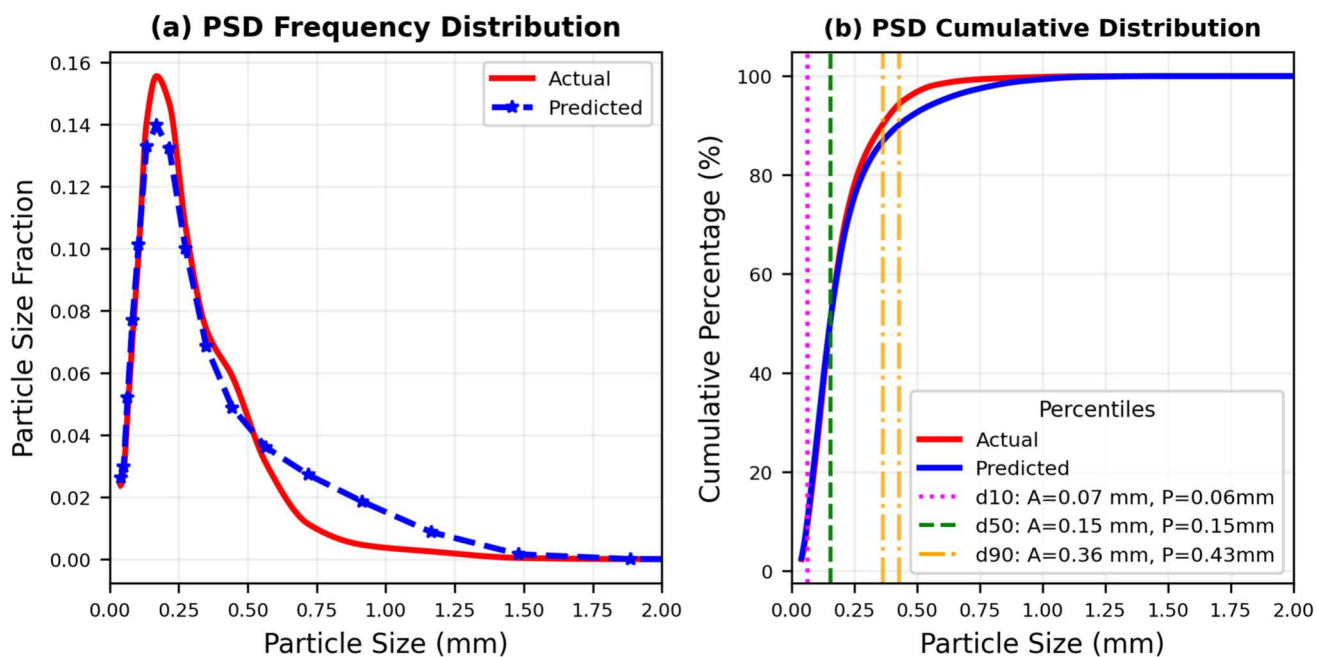 (a) PSD Frequency Distribution
Particle Size Fraction
0.16
0.14
0.12
0.10
0.08
0.06
0.04
0.02
0.00
Actual
Predicted
0.00 0.25 0.50 0.75 1.00 1.25 1.50 1.75 2.00
Particle Size (mm)
(b) PSD Cumulative Distribution
Cumulative Percentage (%)
100
80
60
40
20
0
Percentiles
Actual
Predicted
d10: A=0.07 mm, P=0.06mm
d50: A=0.15 mm, P=0.15mm
d90: A=0.36 mm, P=0.43mm
0.00 0.25 0.50 0.75 1.00 1.25 1.50 1.75 2.00
Particle Size (mm)